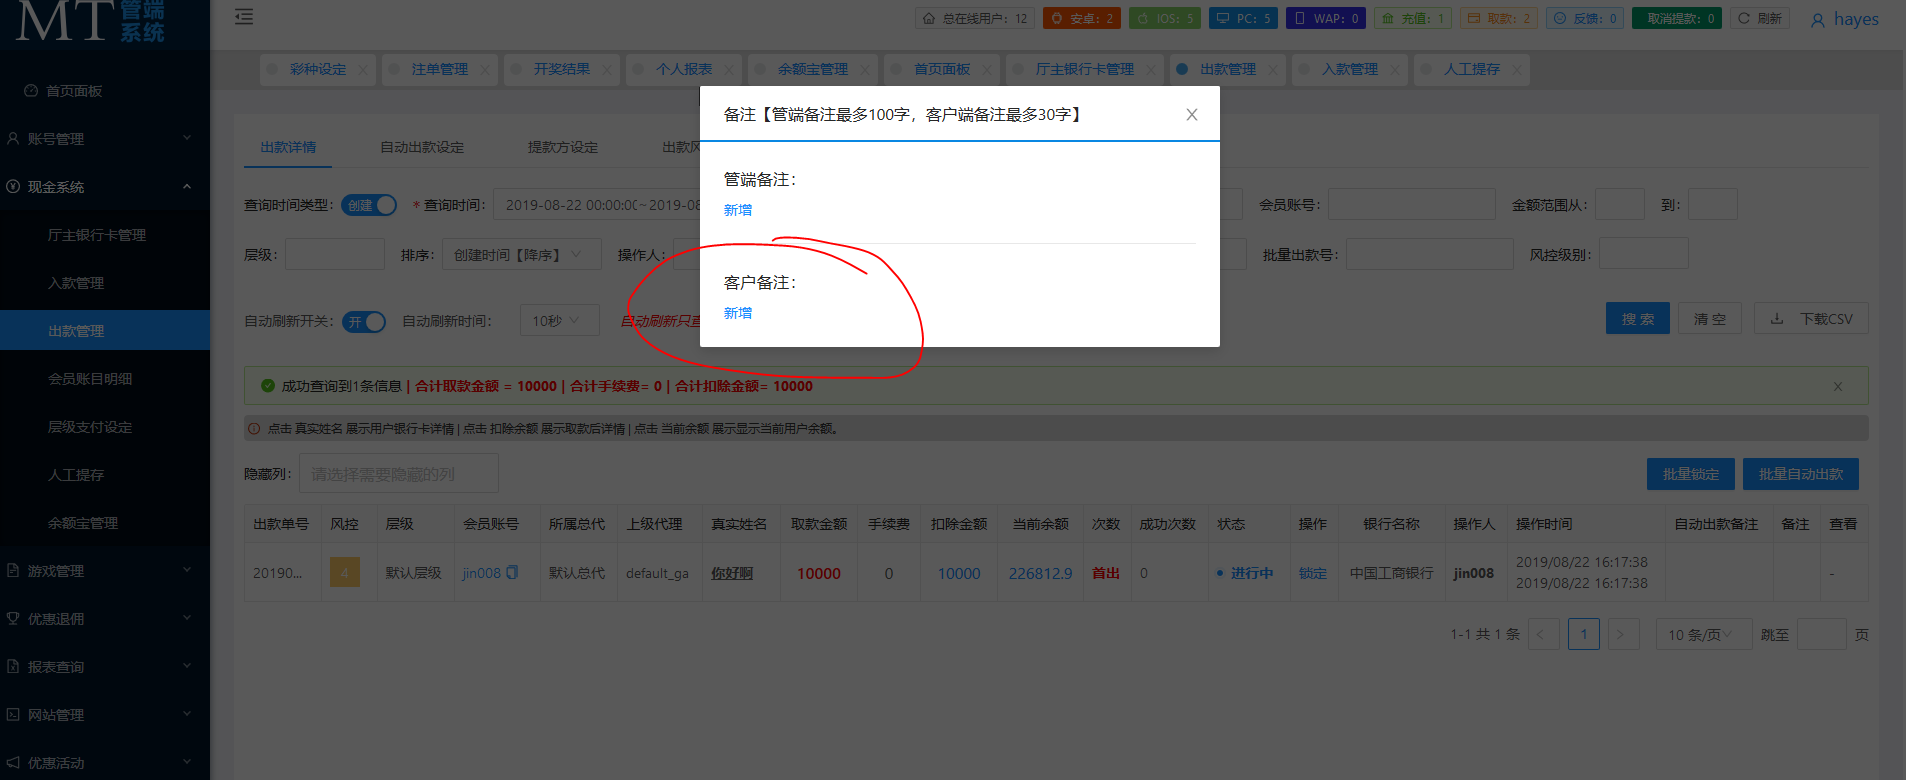 MT 管端系统
总在线用户：12 安卓：2 IOS：5 PC：5 WAP：0 充值：1 取款：2 反馈：0 取消提款：0 刷新 hayes
彩种设定 注单管理 开奖结果 个人报表 余额宝管理 首页面板 厅主银行卡管理 出款管理 入款管理 人工提存
首页面板
账号管理
现金系统
厅主银行卡管理
入款管理
出款管理
会员账目明细
层级支付设定
人工提存
余额宝管理
游戏管理
优惠退佣
报表查询
网站管理
优惠活动
备注【管端备注最多100字，客户端备注最多30字】
管端备注：
新增
客户备注：
新增
出款详情 自动出款设定 提款方设定 出款风
查询时间类型： 创建 * 查询时间： 2019-08-22 00:00:00 ~ 2019-08 会员账号： 金额范围从： 到：
层级： 排序： 创建时间【降序】 操作人： 批量出款号： 风控级别：
自动刷新开关： 开 自动刷新时间： 10秒 自动刷新只查 搜 索 清 空 下载CSV
成功查询到1条信息 | 合计取款金额 = 10000 | 合计手续费= 0 | 合计扣除金额= 10000
点击 真实姓名 展示用户银行卡详情 | 点击 扣除余额 展示取款后详情 | 点击 当前余额 展示显示当前用户余额。
隐藏列： 请选择需要隐藏的列 批量锁定 批量自动出款
出款单号 风控 层级 会员账号 所属总代 上级代理 真实姓名 取款金额 手续费 扣除金额 当前余额 次数 成功次数 状态 操作 银行名称 操作人 操作时间 自动出款备注 备注 查看
20190... 4 默认层级 jin008 默认总代 default_ga 你好啊 10000 0 10000 226812.9 首出 0 进行中 锁定 中国工商银行 jin008 2019/08/22 16:17:38 -
2019/08/22 16:17:38
1-1 共 1 条 1 10 条/页 跳至 页